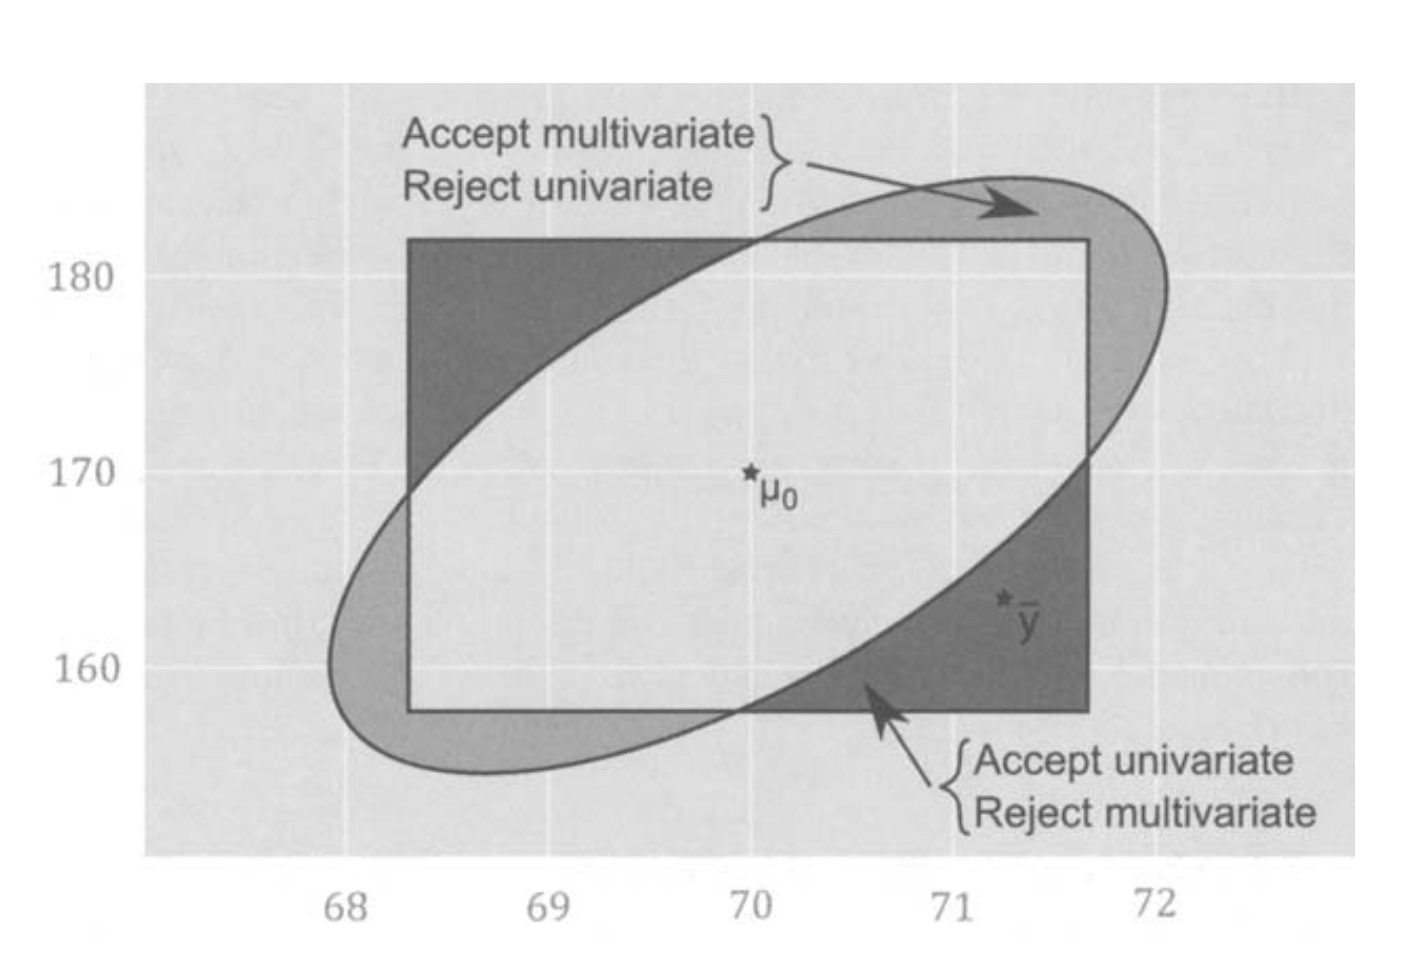 Accept multivariate
Reject univariate
180
170
μ0
ȳ
160
Accept univariate
Reject multivariate
68 69 70 71 72